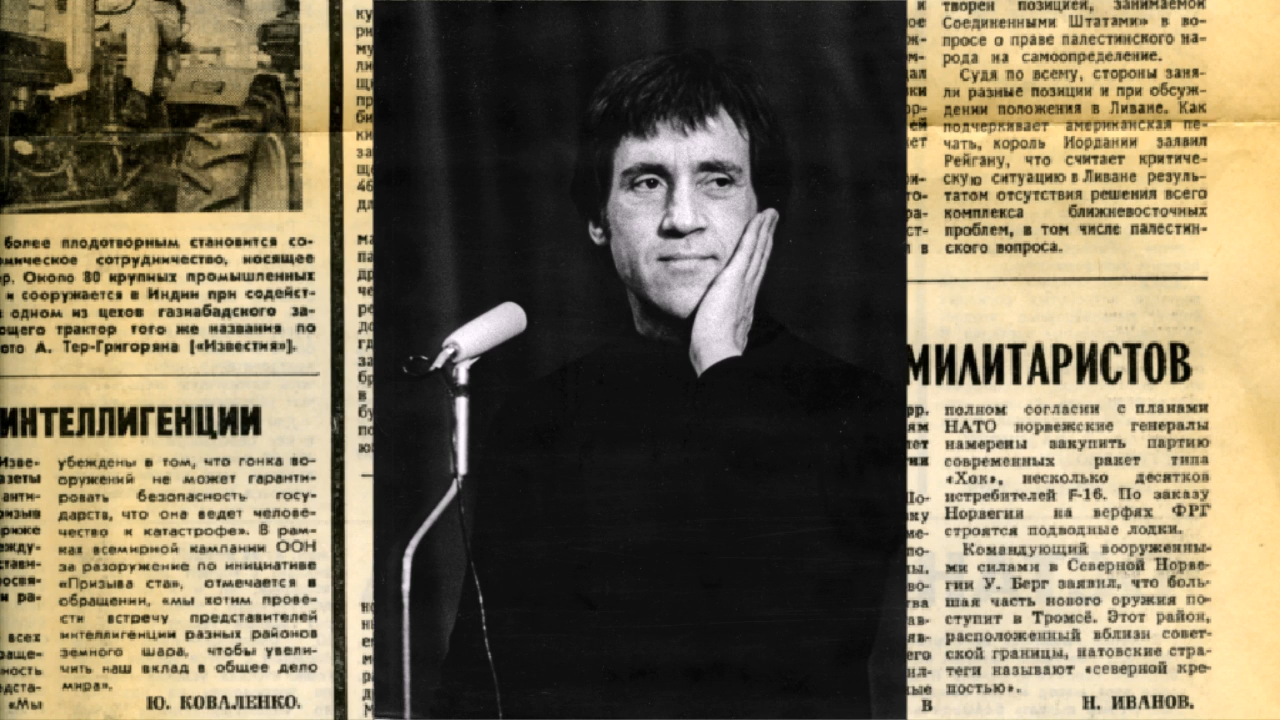 более плодотворным становится со-
омическое сотрудничество, носящее
р. Около 80 крупных промышленных
и сооружается в Индии при содейст-
одном из цехов газиабадского за-
ющего трактор того же названия по
ото А. Тер-Григоряна («Известия»).
ИНТЕЛЛИГЕНЦИИ
убеждены в том, что гонка во-
оружений не может гаранти-
ровать безопасность госу-
дарств, что она ведет челове-
чество к катастрофе». В рам-
ках всемирной кампании ООН
за разоружение по инициативе
«Призыва ста», отмечается в
обращении, «мы хотим прове-
сти встречу представителей
интеллигенции разных районов
земного шара, чтобы увели-
чить наш вклад в общее дело
мира».
Ю. КОВАЛЕНКО.
творен позицией, занимаемой
Соединенными Штатами» в во-
просе о праве палестинского на-
рода на самоопределение.
Судя по всему, стороны заня-
ли разные позиции и при обсуж-
дении положения в Ливане. Как
подчеркивает американская пе-
чать, король Иордании заявил
Рейгану, что считает критиче-
скую ситуацию в Ливане резуль-
татом отсутствия решения всего
комплекса ближневосточных
проблем, в том числе палестин-
ского вопроса.
МИЛИТАРИСТОВ
полном согласии с планами
НАТО норвежские генералы
намерены закупить партию
современных ракет типа
«Хок», несколько десятков
истребителей F-16. По заказу
Норвегии на верфях ФРГ
строятся подводные лодки.
Командующий вооруженны-
ми силами в Северной Норве-
гии У. Берг заявил, что боль-
шая часть нового оружия по-
ступит в Тромсё. Этот район,
расположенный вблизи совет-
ской границы, натовские стра-
теги называют «северной кре-
постью».
Н. ИВАНОВ.